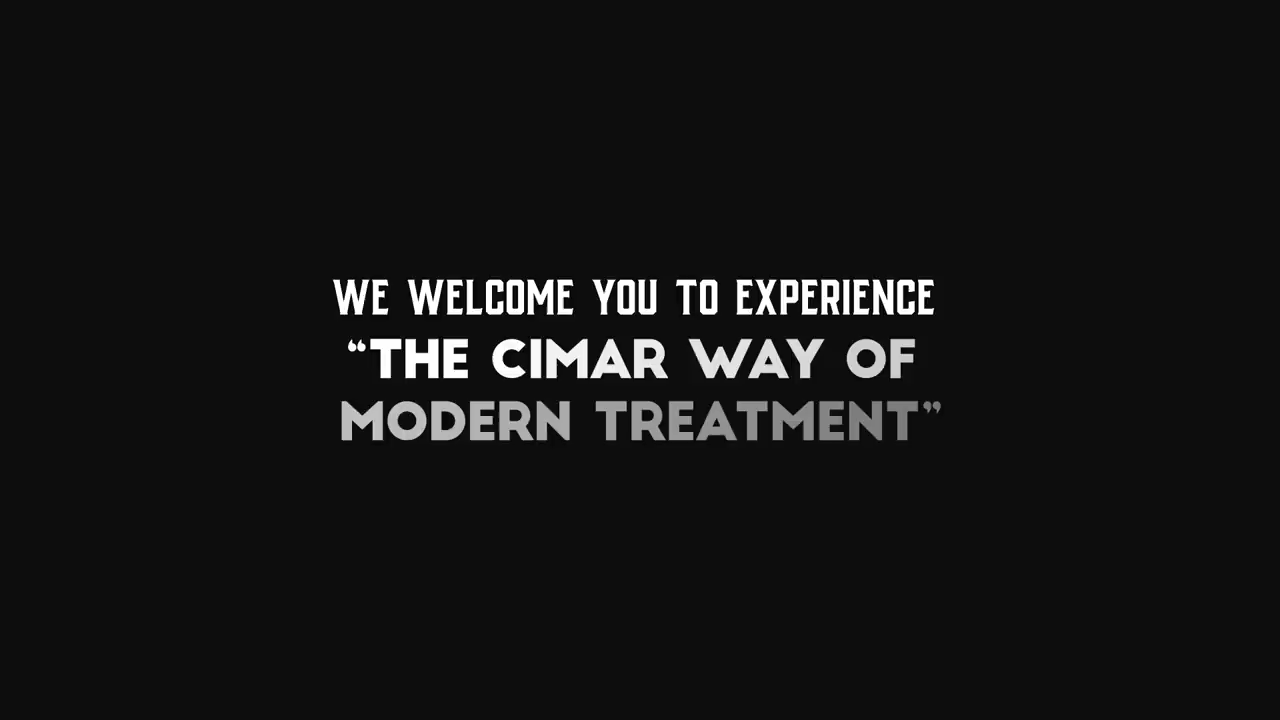 WE WELCOME YOU TO EXPERIENCE
“THE CIMAR WAY OF
MODERN TREATMENT”